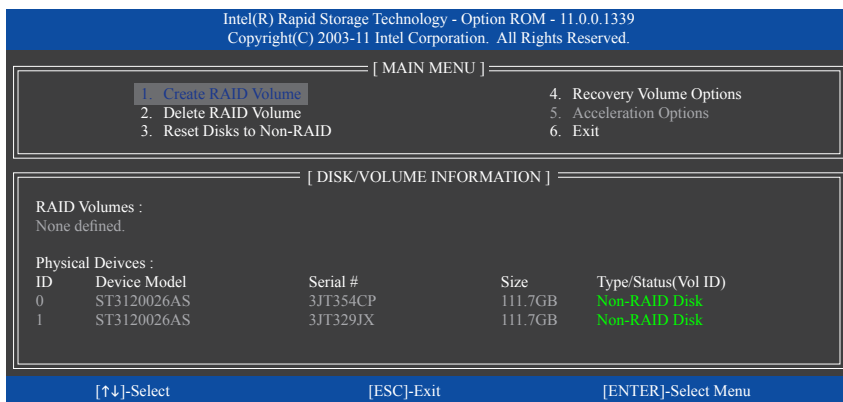 Intel(R) Rapid Storage Technology - Option ROM - 11.0.0.1339
Copyright(C) 2003-11 Intel Corporation. All Rights Reserved.
[ MAIN MENU ]
1. Create RAID Volume
2. Delete RAID Volume
3. Reset Disks to Non-RAID
4. Recovery Volume Options
5. Acceleration Options
6. Exit
[ DISK/VOLUME INFORMATION ]
RAID Volumes :
None defined.
Physical Deivces :
ID Device Model Serial # Size Type/Status(Vol ID)
0 ST3120026AS 3JT354CP 111.7GB Non-RAID Disk
1 ST3120026AS 3JT329JX 111.7GB Non-RAID Disk
[↑↓]-Select [ESC]-Exit [ENTER]-Select Menu